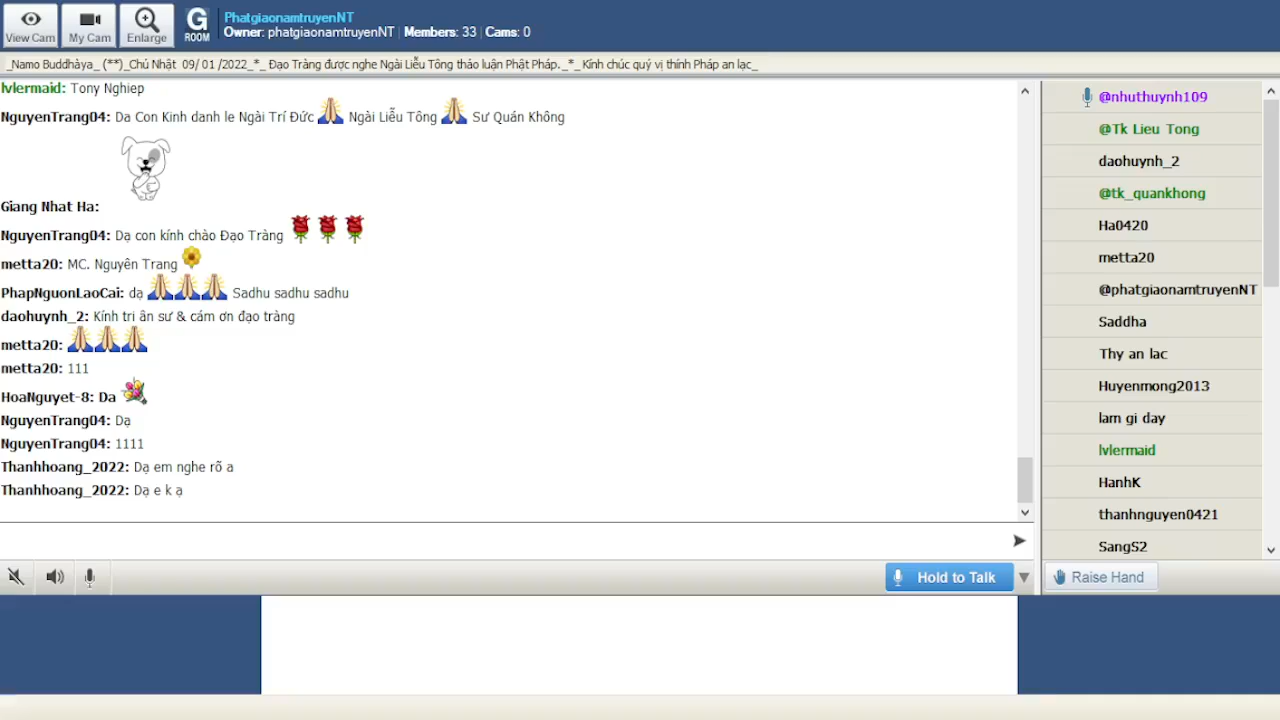 View Cam
My Cam
Enlarge
G
ROOM
PhatgiaonamtruyenNT
Owner: phatgiaonamtruyenNT | Members: 33 | Cams: 0
_Namo Buddhàya_ (**)_Chủ Nhật 09/ 01 /2022_*_ Đạo Tràng được nghe Ngài Liễu Tông thảo luận Phật Pháp._*_ Kính chúc quý vị thính Pháp an lạc_
lvlermaid: Tony Nghiep
NguyenTrang04: Da Con Kinh danh le Ngài Trí Đức Ngài Liễu Tông Sư Quán Không
Giang Nhat Ha:
NguyenTrang04: Dạ con kính chào Đạo Tràng
metta20: MC. Nguyên Trang
PhapNguonLaoCai: dạ Sadhu sadhu sadhu
daohuynh_2: Kính tri ân sư & cám ơn đạo tràng
metta20:
metta20: 111
HoaNguyet-8: Da
NguyenTrang04: Dạ
NguyenTrang04: 1111
Thanhhoang_2022: Dạ em nghe rõ a
Thanhhoang_2022: Dạ e k ạ
Hold to Talk
@nhuthuynh109
@Tk Lieu Tong
daohuynh_2
@tk_quankhong
Ha0420
metta20
@phatgiaonamtruyenNT
Saddha
Thy an lac
Huyenmong2013
lam gi day
lvlermaid
HanhK
thanhnguyen0421
SangS2
Raise Hand